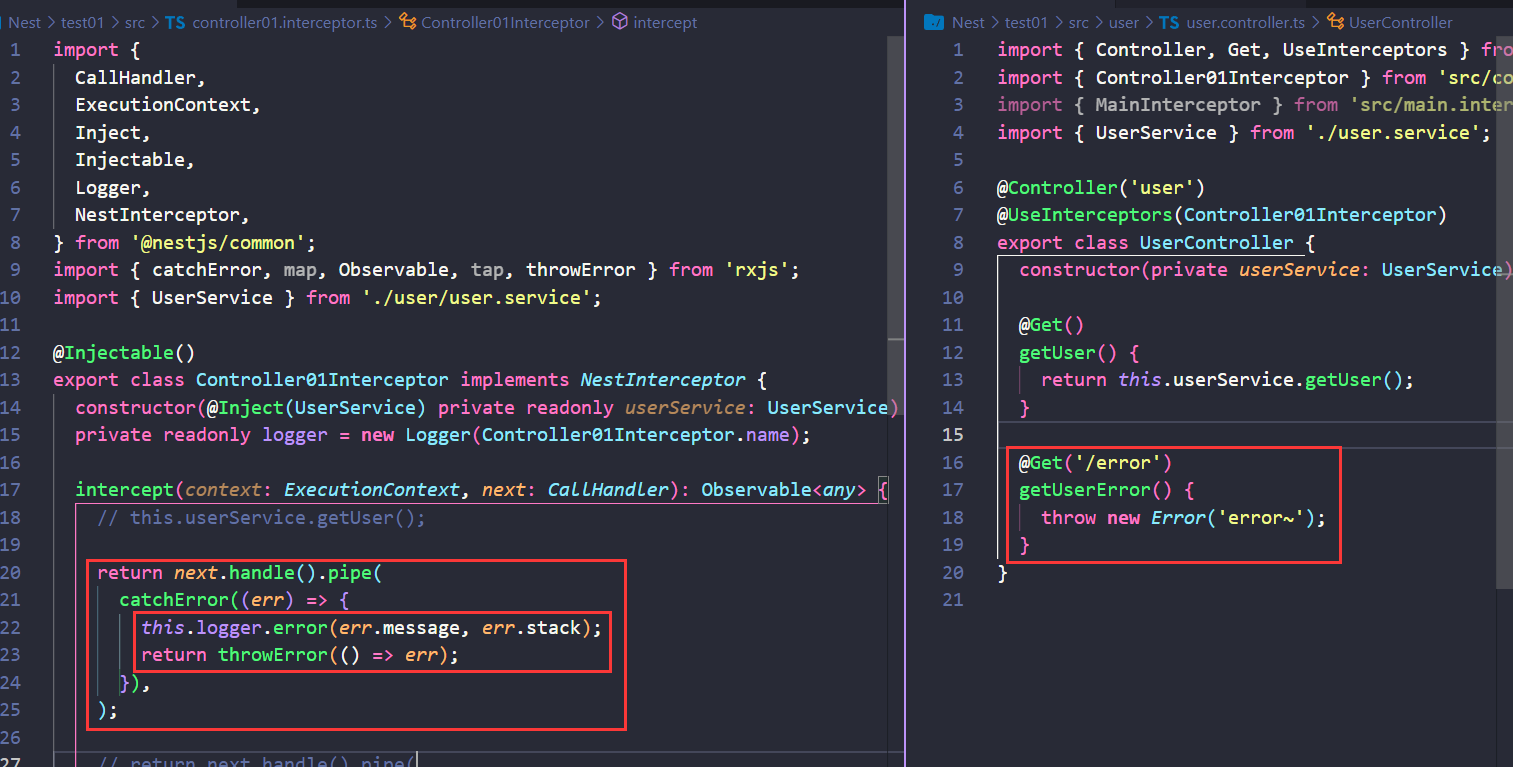 Nest > test01 > src > TS controller01.interceptor.ts > Controller01Interceptor > intercept
1 import {
2 CallHandler,
3 ExecutionContext,
4 Inject,
5 Injectable,
6 Logger,
7 NestInterceptor,
8 } from '@nestjs/common';
9 import { catchError, map, Observable, tap, throwError } from 'rxjs';
10 import { UserService } from './user/user.service';
11
12 @Injectable()
13 export class Controller01Interceptor implements NestInterceptor {
14 constructor(@Inject(UserService) private readonly userService: UserService)
15 private readonly logger = new Logger(Controller01Interceptor.name);
16
17 intercept(context: ExecutionContext, next: CallHandler): Observable<any> {
18 // this.userService.getUser();
19
20 return next.handle().pipe(
21 catchError((err) => {
22 this.logger.error(err.message, err.stack);
23 return throwError(() => err);
24 }),
25 );
26
27 // return next.handle().pipe(
Nest > test01 > src > user > TS user.controller.ts > UserController
1 import { Controller, Get, UseInterceptors } fro
2 import { Controller01Interceptor } from 'src/co
3 import { MainInterceptor } from 'src/main.inter
4 import { UserService } from './user.service';
5
6 @Controller('user')
7 @UseInterceptors(Controller01Interceptor)
8 export class UserController {
9 constructor(private userService: UserService)
10
11 @Get()
12 getUser() {
13 return this.userService.getUser();
14 }
15
16 @Get('/error')
17 getUserError() {
18 throw new Error('error~');
19 }
20 }
21